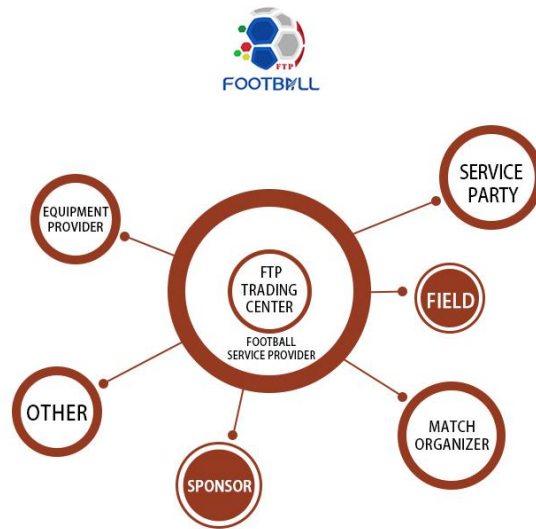 FTP
FOOTBALL
EQUIPMENT
PROVIDER
SERVICE
PARTY
FTP
TRADING
CENTER
FOOTBALL
SERVICE PROVIDER
FIELD
OTHER
MATCH
ORGANIZER
SPONSOR